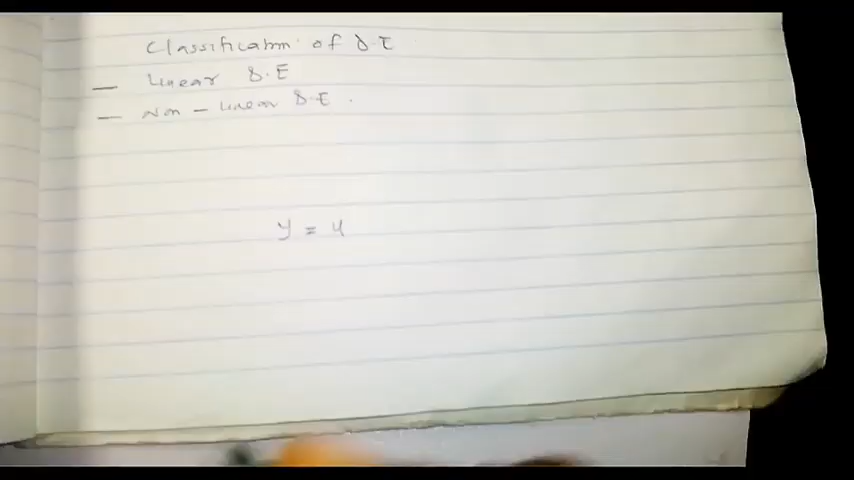 Classification of D.E
— Linear D.E
— Non - linear D.E.
y = 4